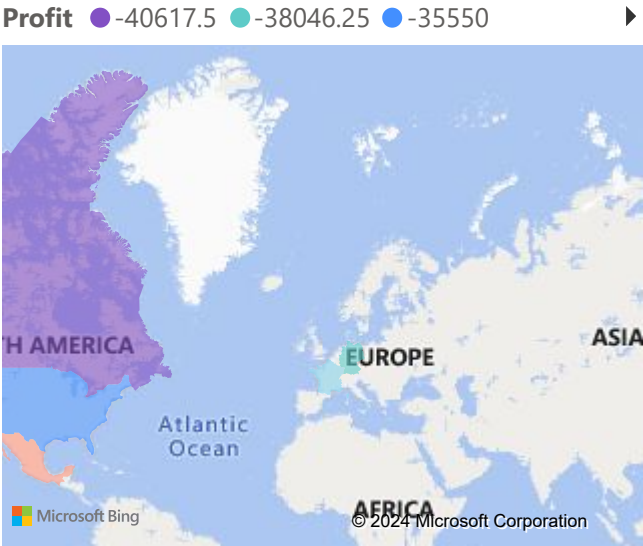 Profit -40617.5 -38046.25 -35550
TH AMERICA
EUROPE
ASIA
Atlantic
Ocean
AFRICA
Microsoft Bing
© 2024 Microsoft Corporation